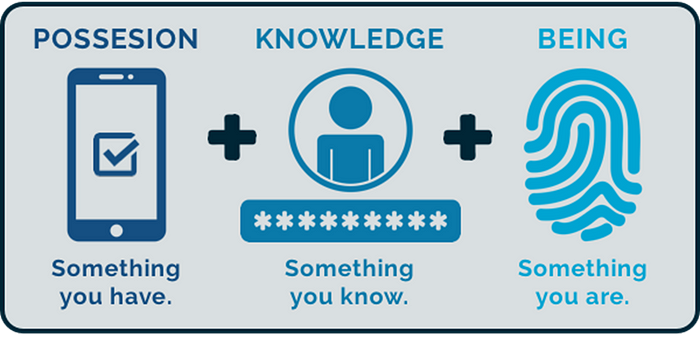 POSSESION KNOWLEDGE BEING
*********
Something Something Something
you have. you know. you are.